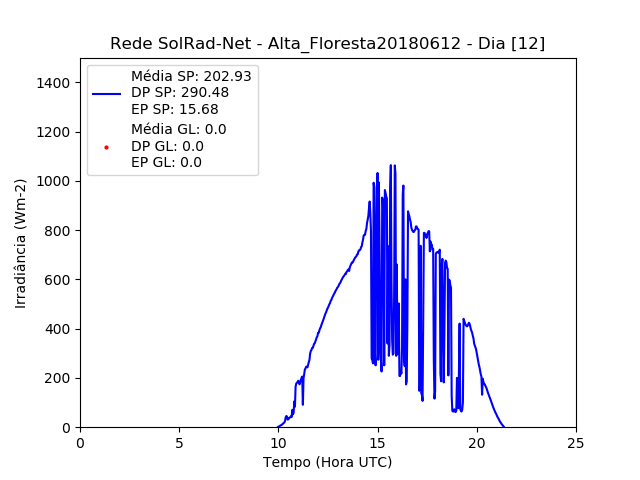 Rede SolRad-Net - Alta_Floresta20180612 - Dia [12]
Média SP: 202.93
DP SP: 290.48
EP SP: 15.68
Média GL: 0.0
DP GL: 0.0
EP GL: 0.0
1400
1200
1000
800
600
400
200
0
Irradiância (Wm-2)
0 5 10 15 20 25
Tempo (Hora UTC)